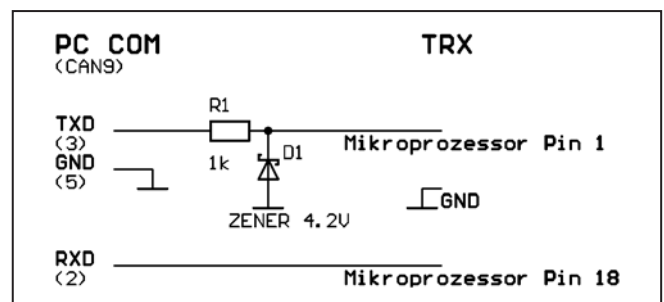 PC COM
(CAN9)
TRX
R1
TXD
(3)
Mikroprozessor Pin 1
GND
(5)
1k
D1
GND
ZENER 4.2V
RXD
(2)
Mikroprozessor Pin 18